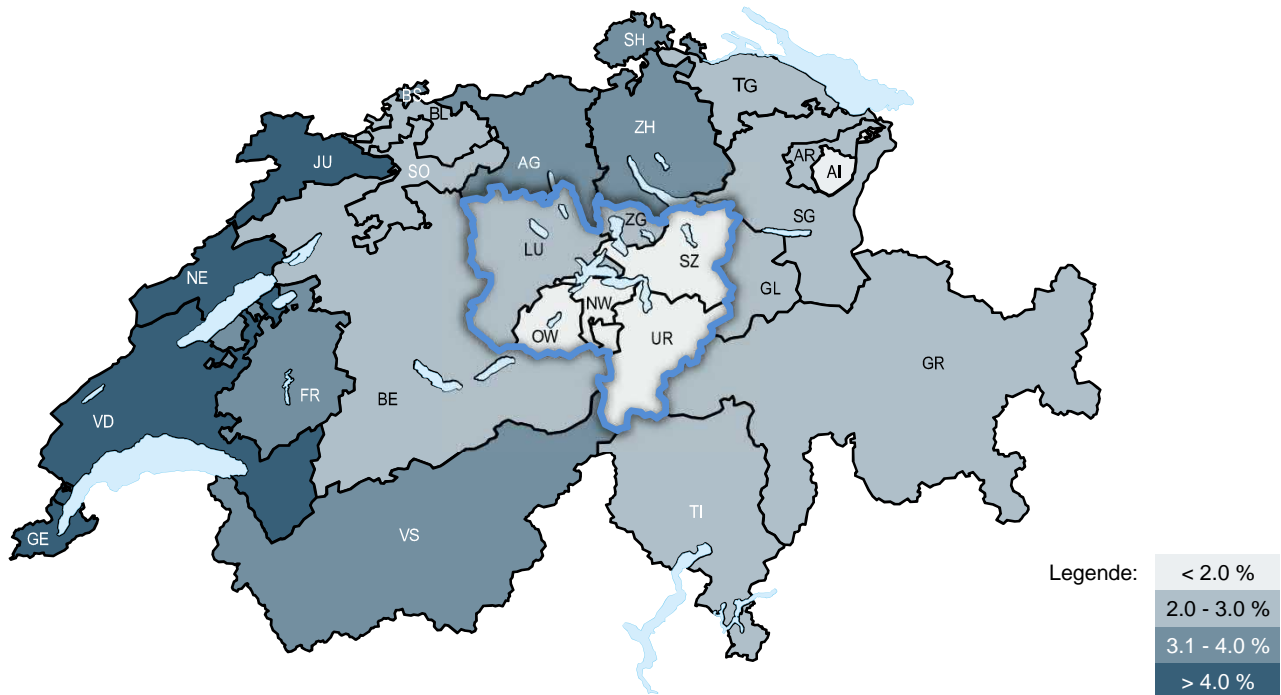 SH
TG
BS
BL
ZH
JU
AG
AR
AI
SO
SG
ZG
LU
SZ
NE
GL
NW
OW
UR
GR
FR
BE
VD
TI
VS
GE
Legende:
< 2.0 %
2.0 - 3.0 %
3.1 - 4.0 %
> 4.0 %